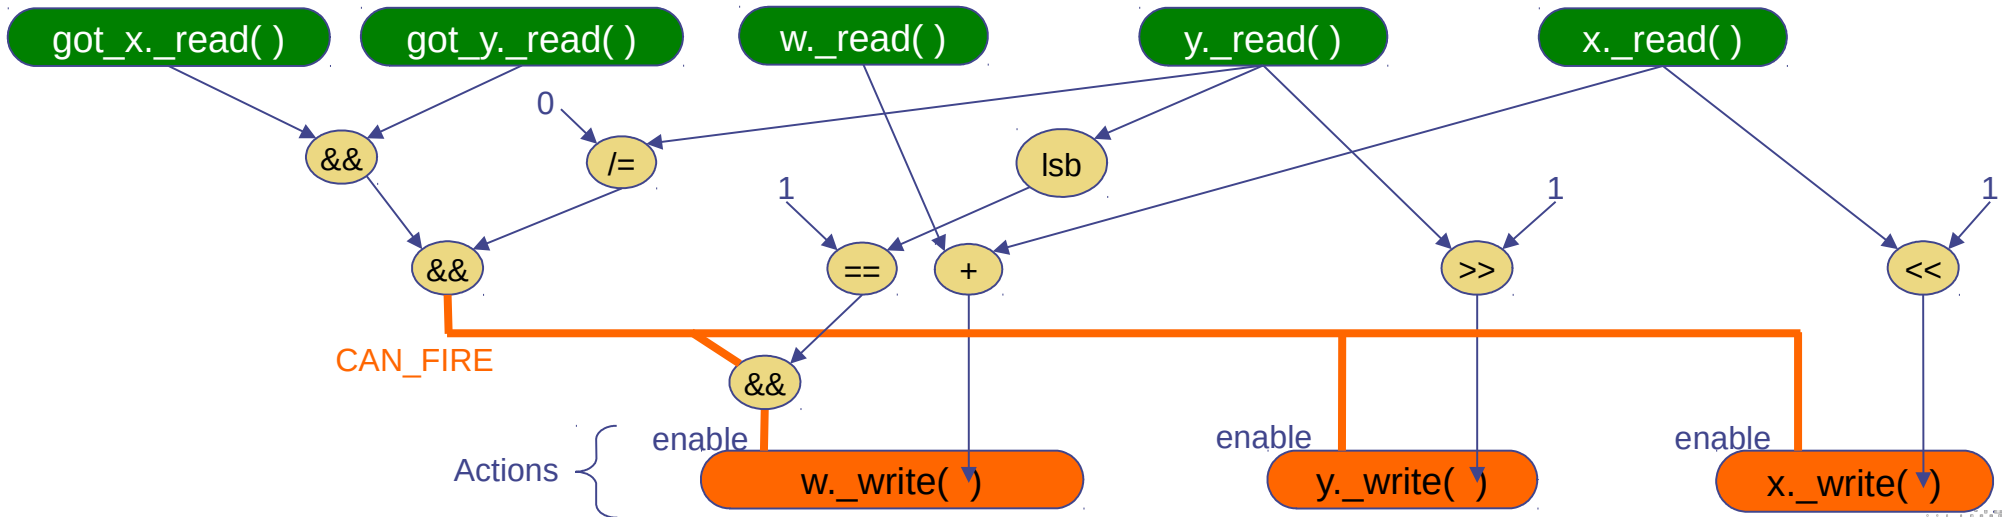 got_x._read( )
got_y._read( )
w._read( )
y._read( )
x._read( )
0
&&
/=
lsb
1
1
1
&&
==
+
>>
<<
CAN_FIRE
&&
enable
enable
enable
Actions
w._write( )
y._write( )
x._write( )